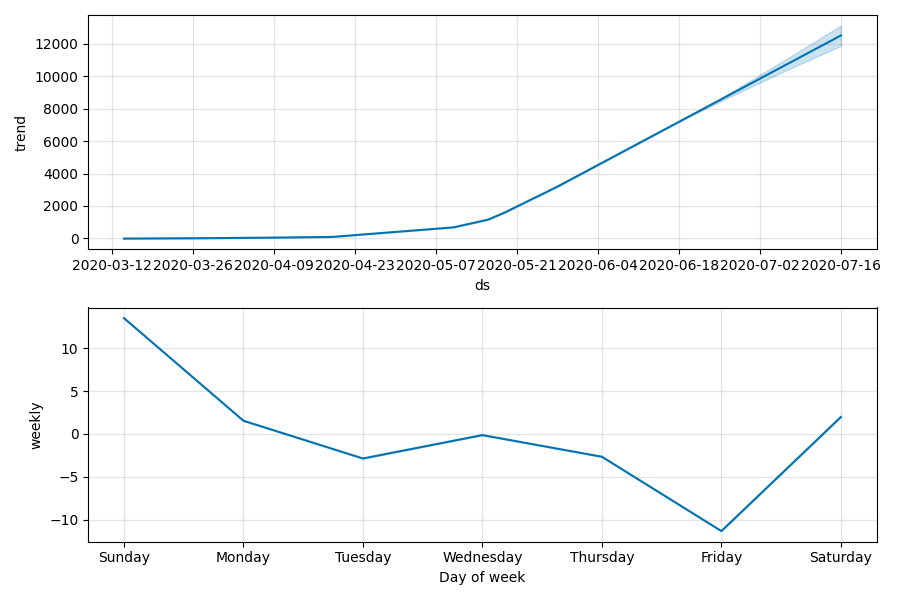 12000
10000
8000
6000
4000
2000
0
trend
2020-03-12 2020-03-26 2020-04-09 2020-04-23 2020-05-07 2020-05-21 2020-06-04 2020-06-18 2020-07-02 2020-07-16
ds
10
5
0
−5
−10
weekly
Sunday Monday Tuesday Wednesday Thursday Friday Saturday
Day of week